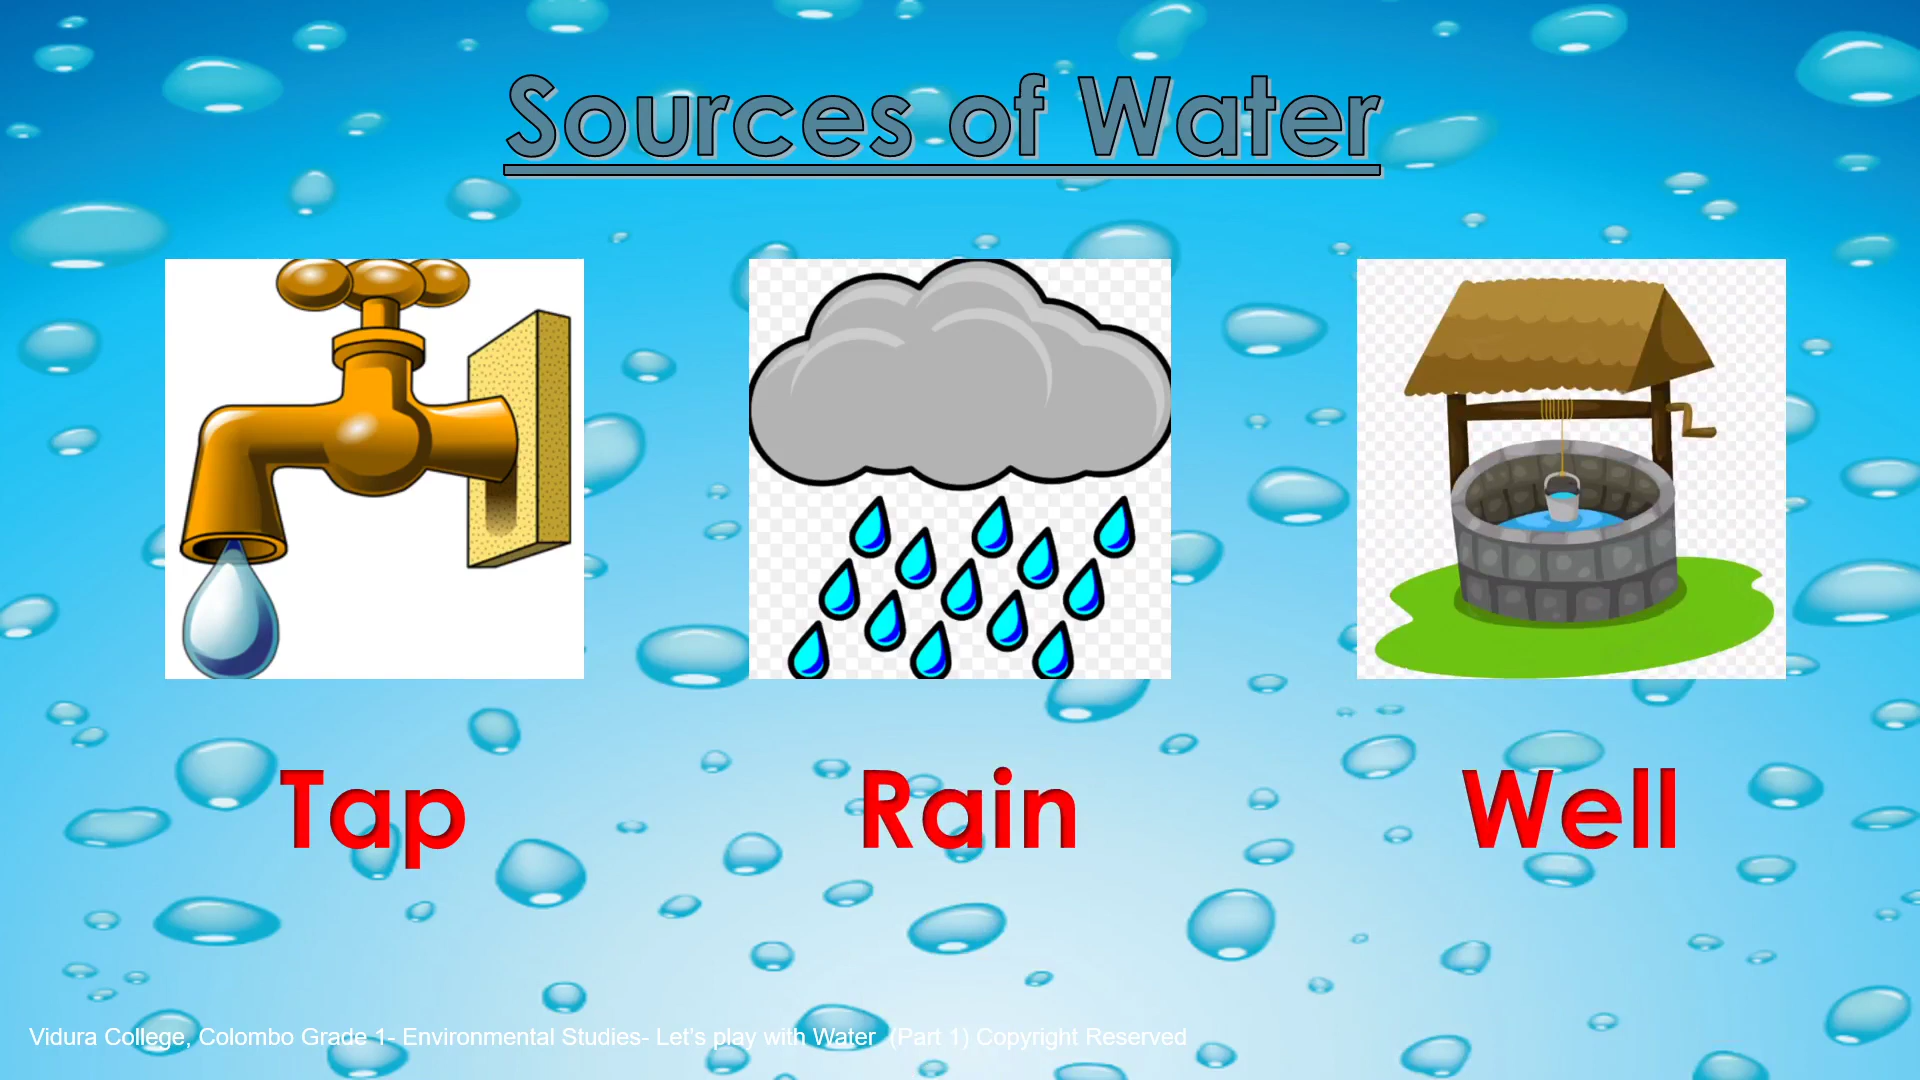 Sources of Water
Tap
Rain
Well
Vidura College, Colombo Grade 1- Environmental Studies- Let's play with Water  (Part 1) Copyright Reserved